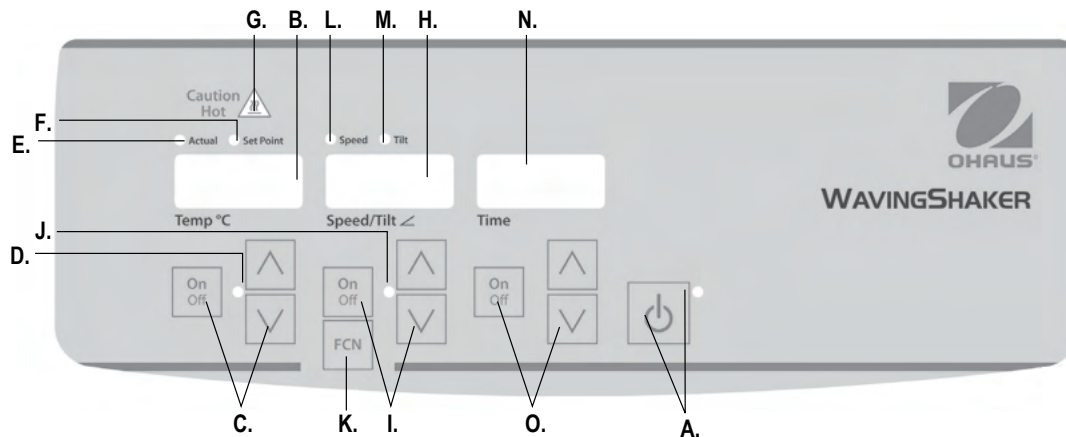 G. B. L. M. H. N.
Caution
Hot
F.
E.
Actual Set Point Speed Tilt
OHAUS®
WAVINGSHAKER
Temp °C Speed/Tilt ∠ Time
J.
D.
On
Off
On
Off
On
Off
FCN
C. K. I. O. A.